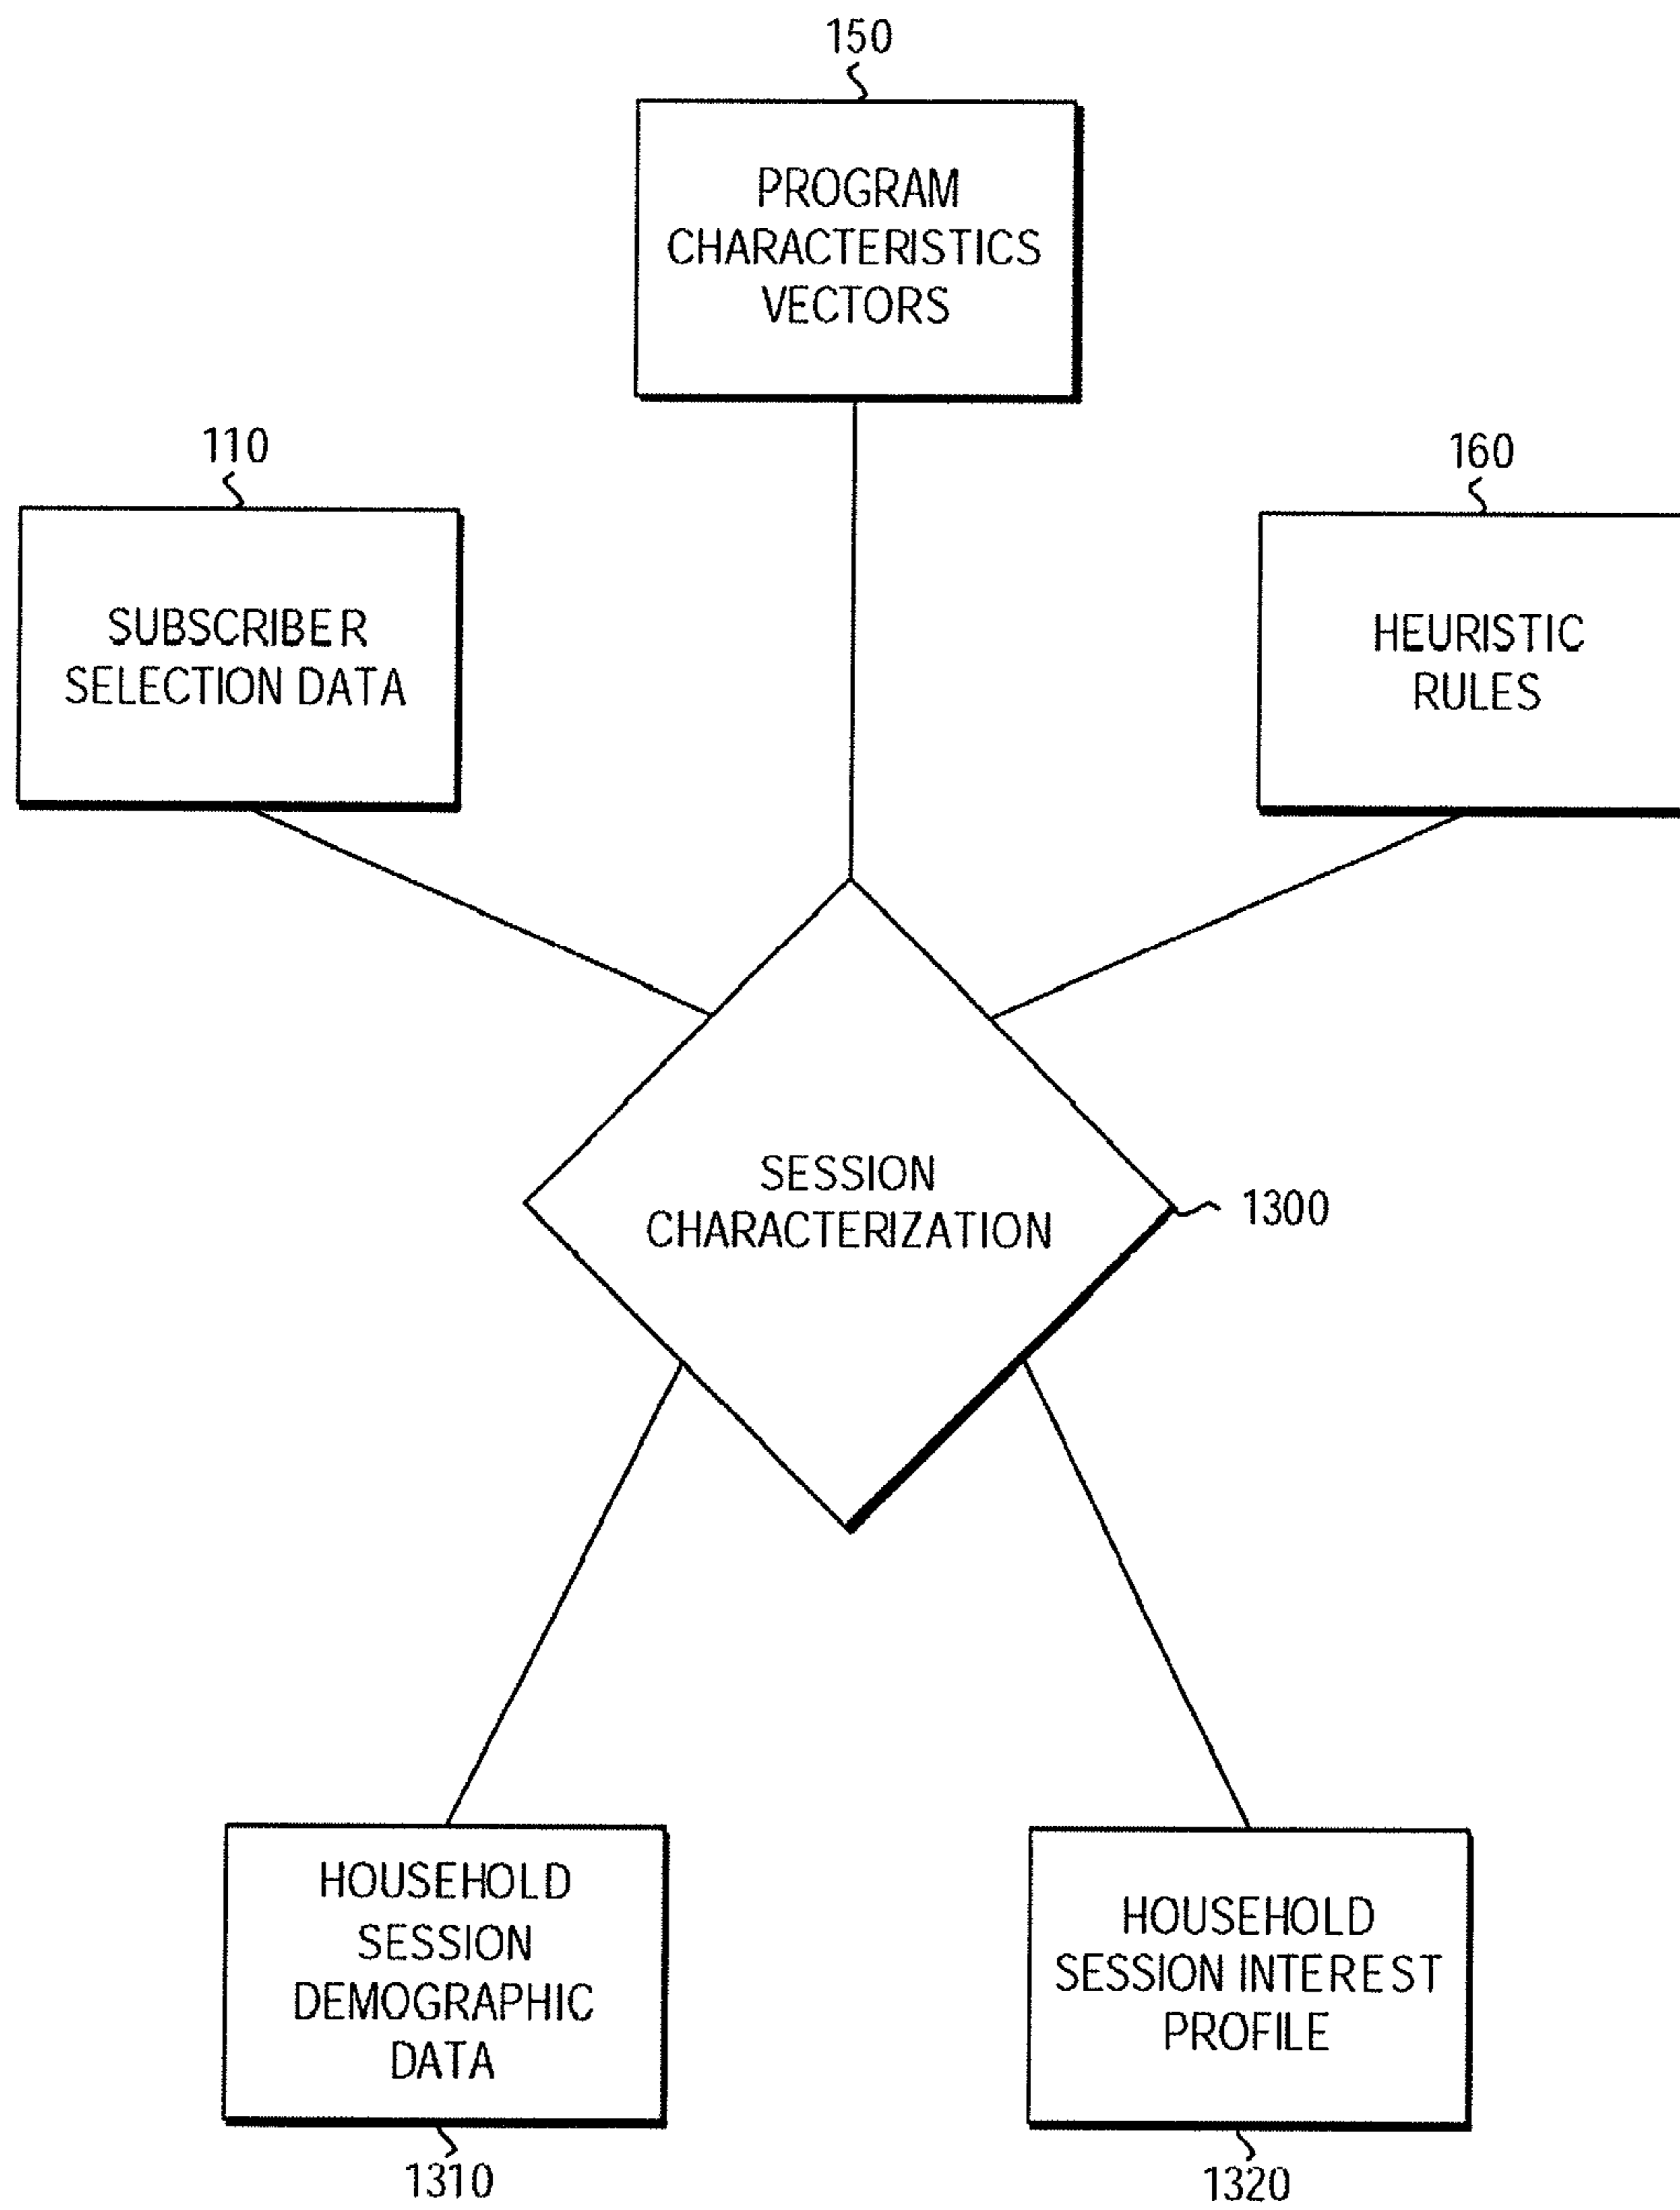 150
PROGRAM
CHARACTERISTICS
VECTORS
110
SUBSCRIBER
SELECTION DATA
160
HEURISTIC
RULES
SESSION
CHARACTERIZATION
1300
HOUSEHOLD
SESSION
DEMOGRAPHIC
DATA
1310
HOUSEHOLD
SESSION INTEREST
PROFILE
1320